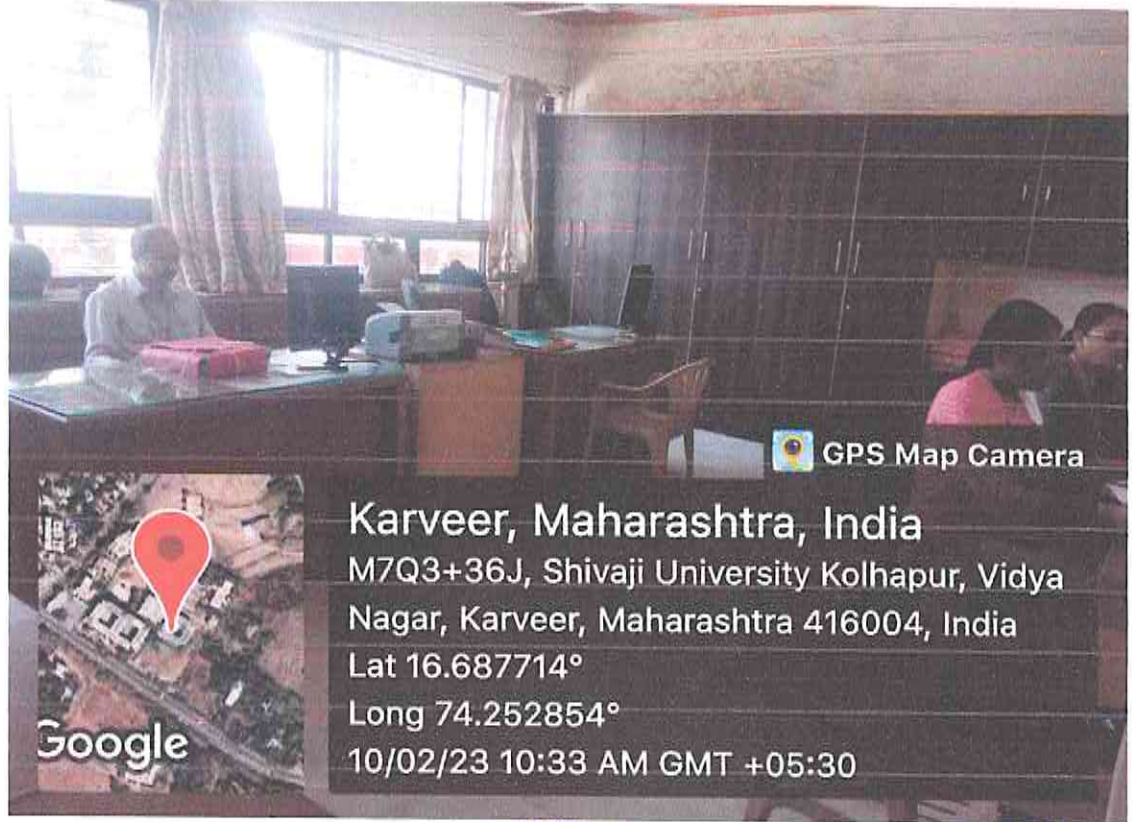 GPS Map Camera
Karveer, Maharashtra, India
M7Q3+36J, Shivaji University Kolhapur, Vidya
Nagar, Karveer, Maharashtra 416004, India
Lat 16.687714°
Long 74.252854°
10/02/23 10:33 AM GMT +05:30
Google